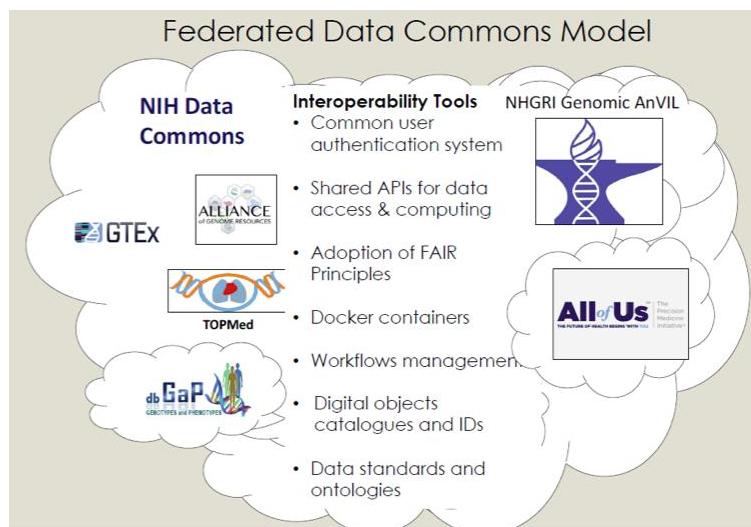 Federated Data Commons Model
NIH Data
Commons
GTEx
ALLIANCE
of GENOME RESOURCES
TOPMed
dbGaP
GENOTYPES and PHENOTYPES
Interoperability Tools
• Common user
authentication system
• Shared APIs for data
access & computing
• Adoption of FAIR
Principles
• Docker containers
• Workflows managemen
• Digital objects
catalogues and IDs
• Data standards and
ontologies
NHGRI Genomic AnVIL
All of Us
The
Precision
Medicine
Initiative
THE FUTURE OF HEALTH BEGINS WITH YOU